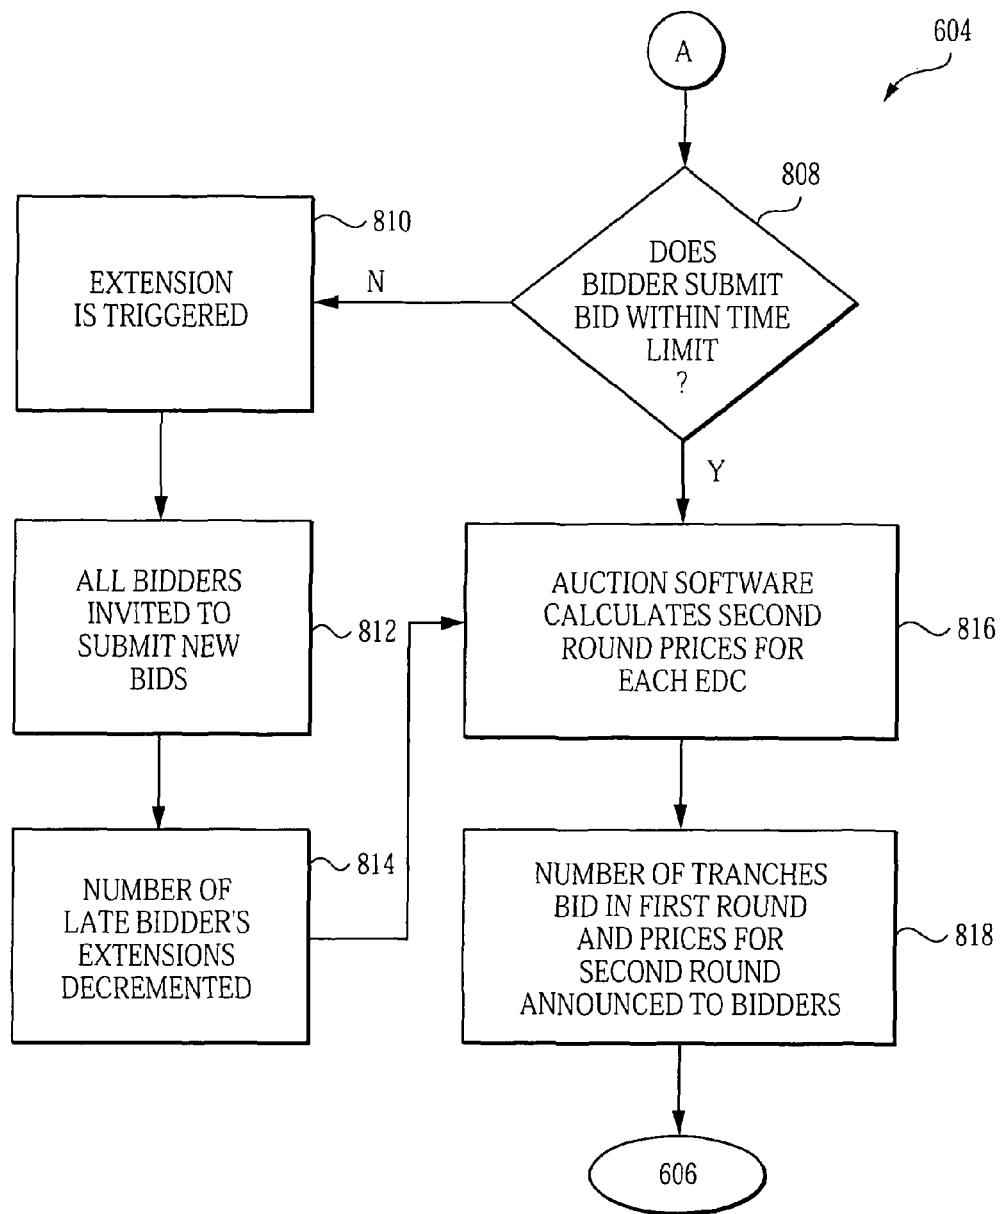 A
604
808
DOES
BIDDER SUBMIT
BID WITHIN TIME
LIMIT
?
N
Y
810
EXTENSION
IS TRIGGERED
ALL BIDDERS
INVITED TO
SUBMIT NEW
BIDS
812
814
NUMBER OF
LATE BIDDER'S
EXTENSIONS
DECREMENTED
AUCTION SOFTWARE
CALCULATES SECOND
ROUND PRICES FOR
EACH EDC
816
NUMBER OF TRANCHES
BID IN FIRST ROUND
AND PRICES FOR
SECOND ROUND
ANNOUNCED TO BIDDERS
818
606